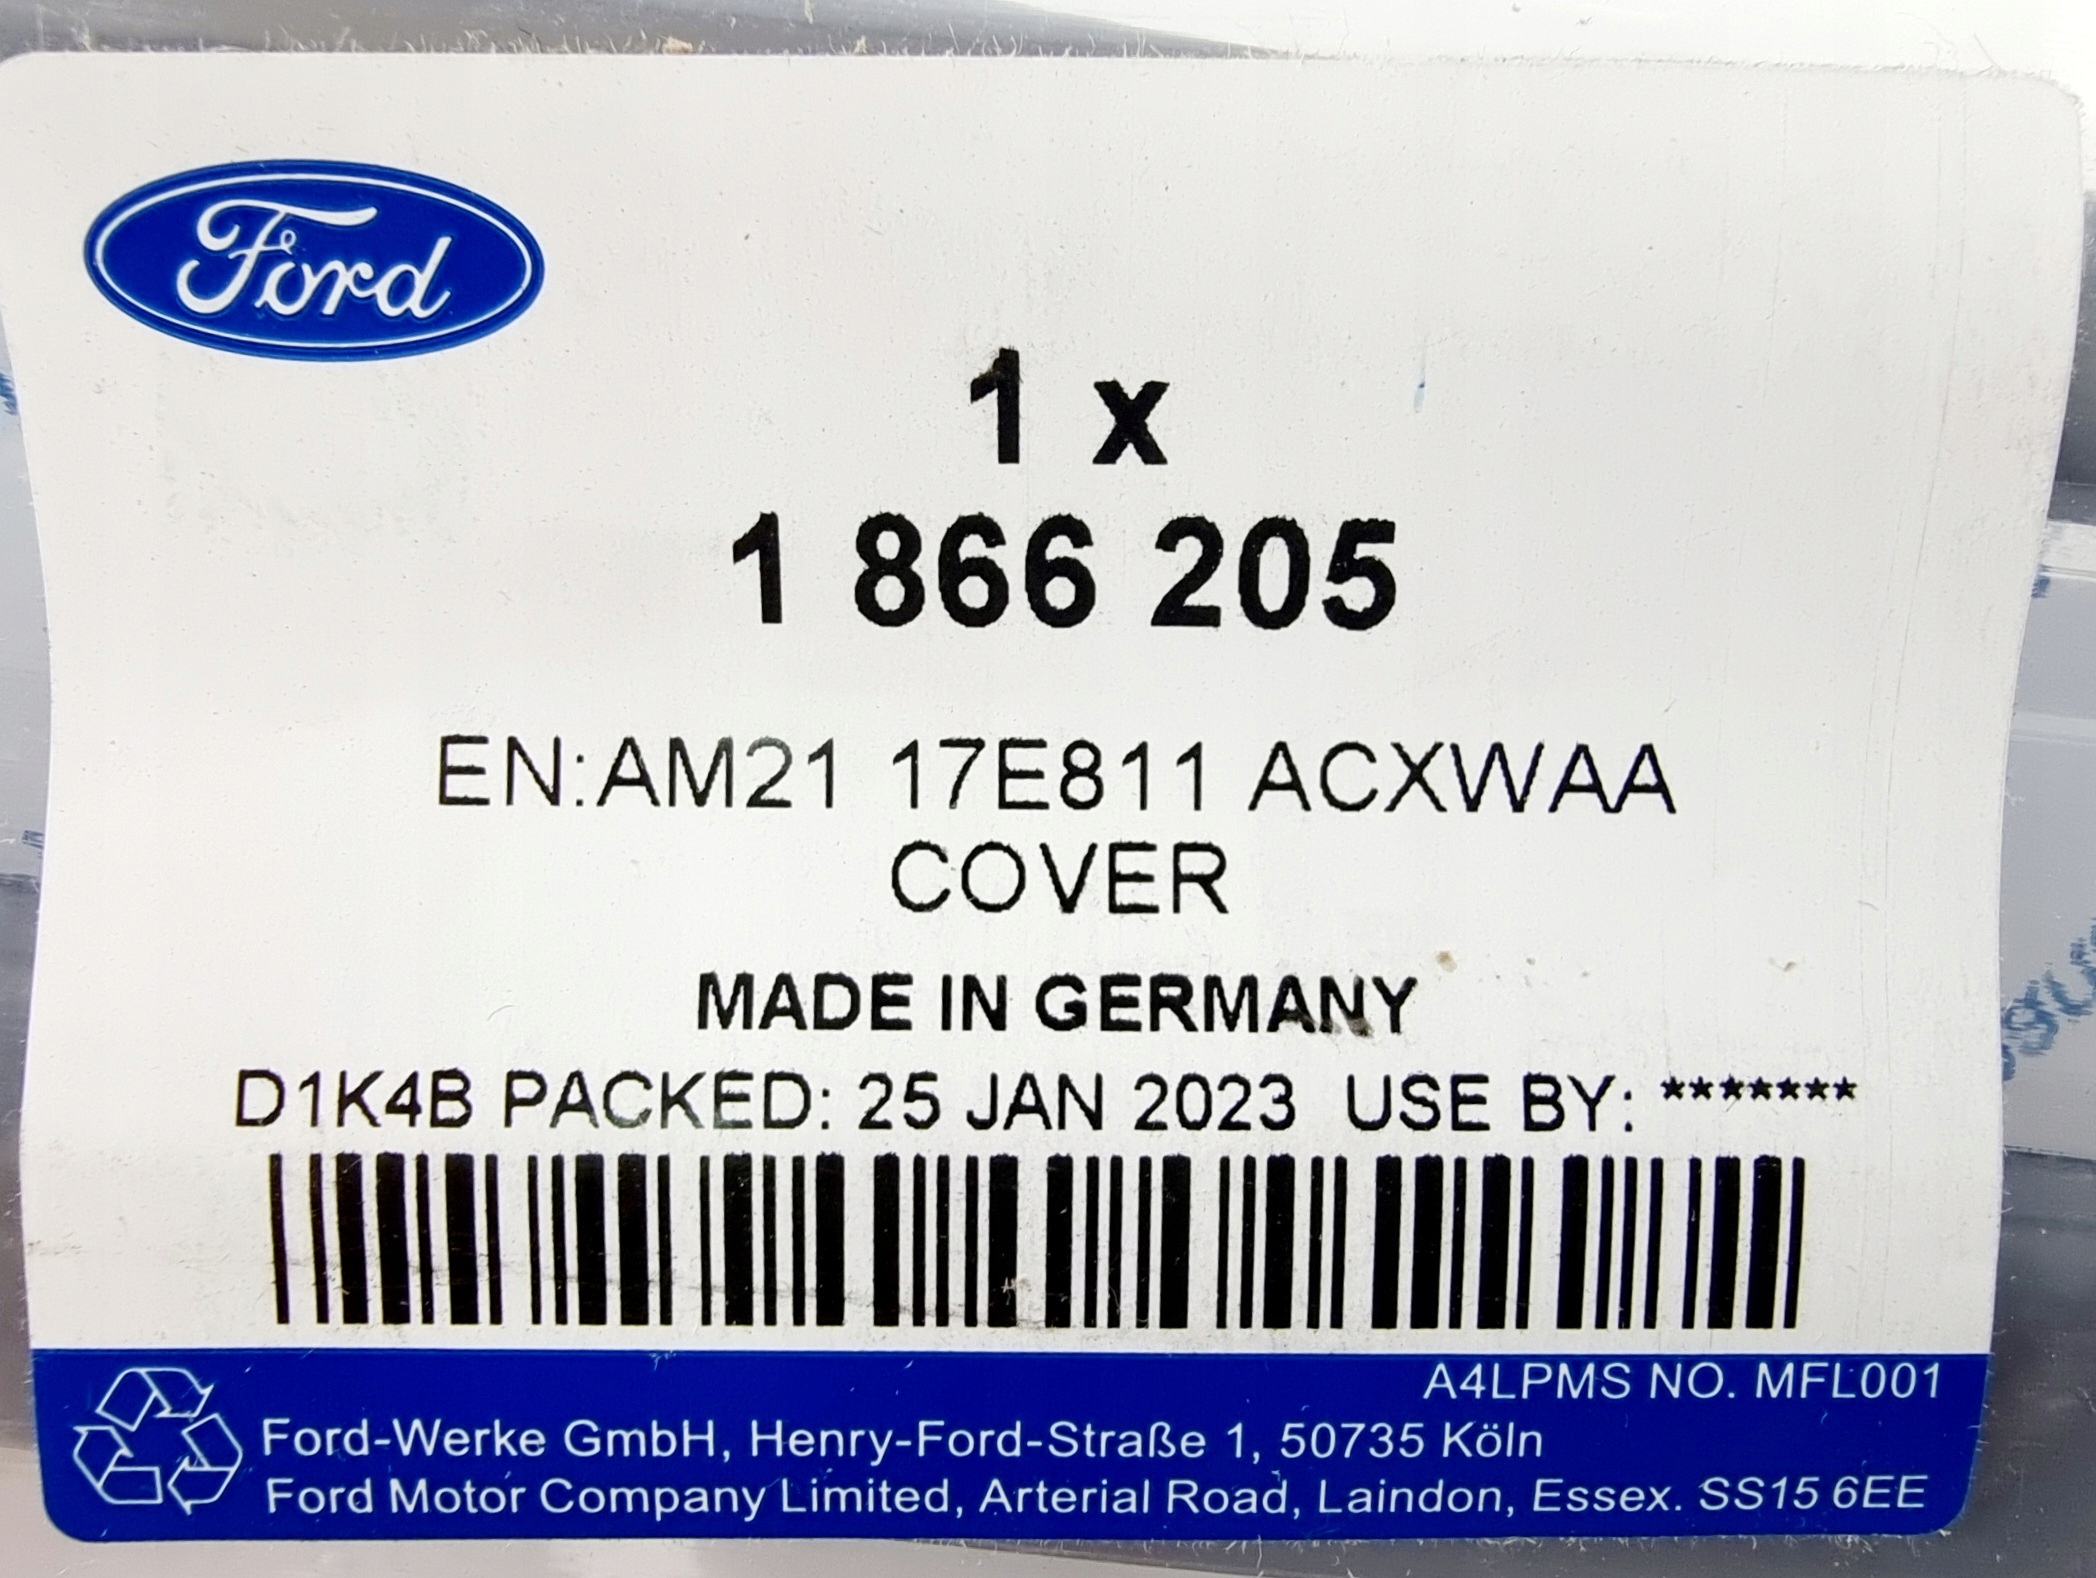 Ford
1 x
1 866 205
EN:AM21 17E811 ACXWAA
COVER
MADE IN GERMANY
D1K4B PACKED: 25 JAN 2023 USE BY: *******
A4LPMS NO. MFL001
Ford-Werke GmbH, Henry-Ford-Straße 1, 50735 Köln
Ford Motor Company Limited, Arterial Road, Laindon, Essex. SS15 6EE